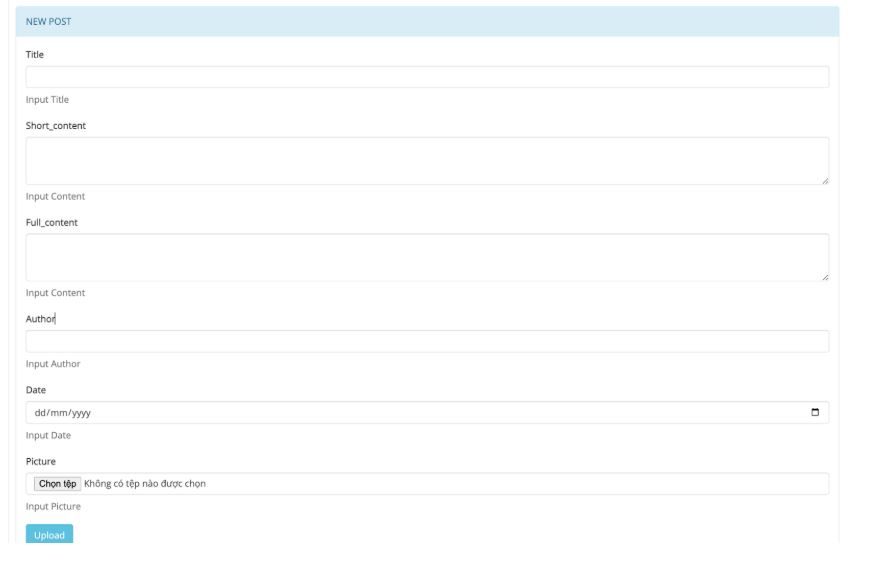 NEW POST
Title
Input Title
Short_content
Input Content
Full_content
Input Content
Author
Input Author
Date
dd/mm/yyyy
Input Date
Picture
Chọn tệp Không có tệp nào được chọn
Input Picture
Upload